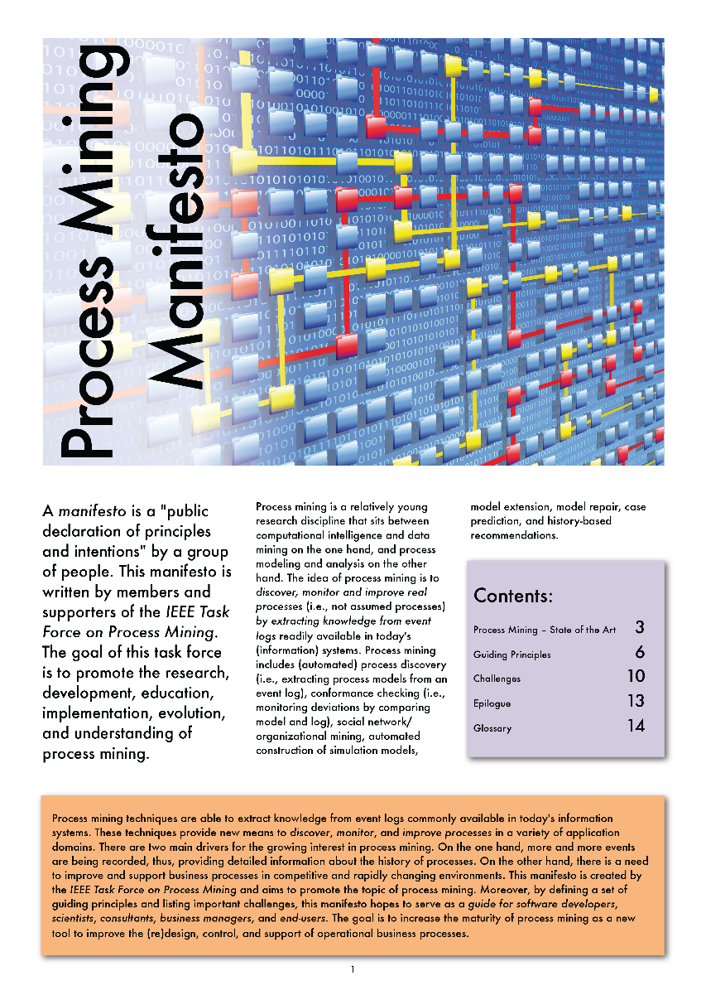 Process Mining
Manifesto
A manifesto is a "public
declaration of principles
and intentions" by a group
of people. This manifesto is
written by members and
supporters of the IEEE Task
Force on Process Mining.
The goal of this task force
is to promote the research,
development, education,
implementation, evolution,
and understanding of
process mining.
Process mining is a relatively young
research discipline that sits between
computational intelligence and data
mining on the one hand, and process
modeling and analysis on the other
hand. The idea of process mining is to
discover, monitor and improve real
processes (i.e., not assumed processes)
by extracting knowledge from event
logs readily available in today's
(information) systems. Process mining
includes (automated) process discovery
(i.e., extracting process models from an
event log), conformance checking (i.e.,
monitoring deviations by comparing
model and log), social network/
organizational mining, automated
construction of simulation models,
model extension, model repair, case
prediction, and history-based
recommendations.
Contents:
Process Mining – State of the Art 3
Guiding Principles 6
Challenges 10
Epilogue 13
Glossary 14
Process mining techniques are able to extract knowledge from event logs commonly available in today's information
systems. These techniques provide new means to discover, monitor, and improve processes in a variety of application
domains. There are two main drivers for the growing interest in process mining. On the one hand, more and more events
are being recorded, thus, providing detailed information about the history of processes. On the other hand, there is a need
to improve and support business processes in competitive and rapidly changing environments. This manifesto is created by
the IEEE Task Force on Process Mining and aims to promote the topic of process mining. Moreover, by defining a set of
guiding principles and listing important challenges, this manifesto hopes to serve as a guide for software developers,
scientists, consultants, business managers, and end-users. The goal is to increase the maturity of process mining as a new
tool to improve the (re)design, control, and support of operational business processes.
1